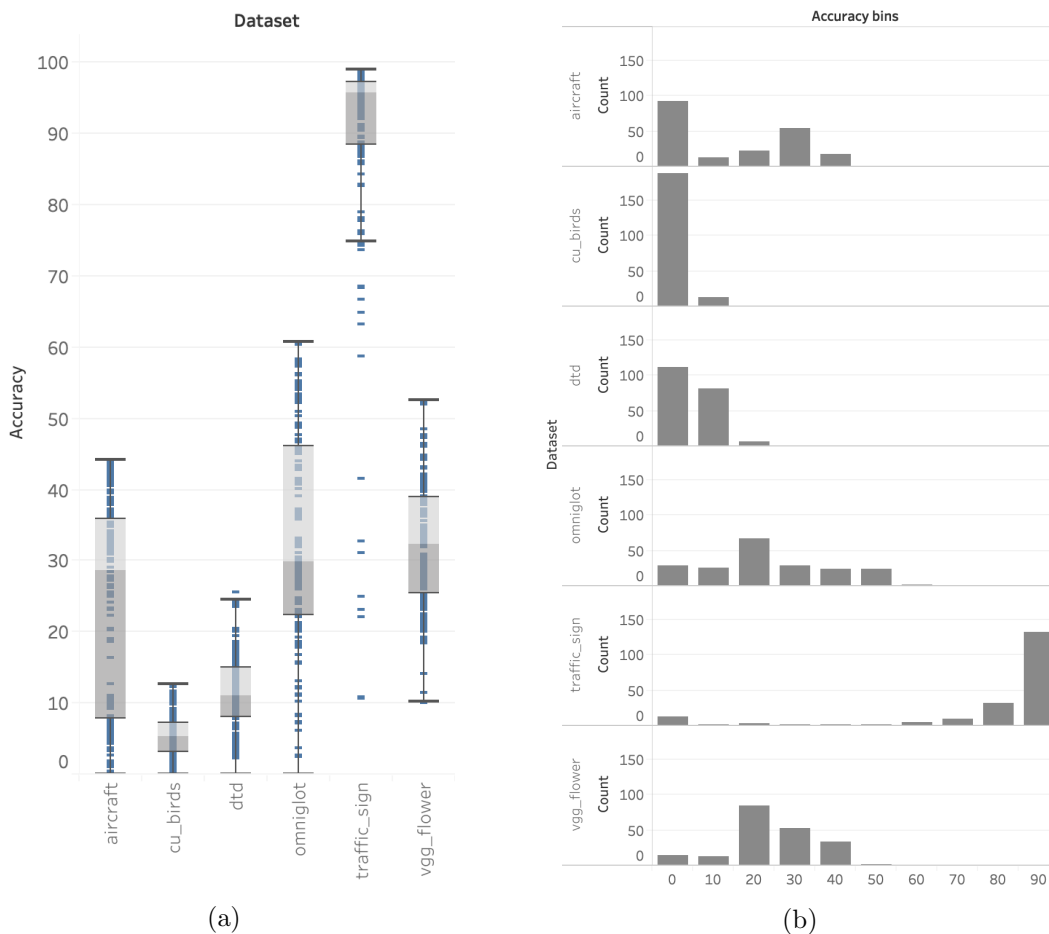 Dataset
Accuracy
100
90
80
70
60
50
40
30
20
10
0
aircraft
cu_birds
dtd
omniglot
traffic_sign
vgg_flower
(a)
Accuracy bins
Dataset
aircraft
Count
150
100
50
0
cu_birds
Count
150
100
50
0
dtd
Count
150
100
50
0
omniglot
Count
150
100
50
0
traffic_sign
Count
150
100
50
0
vgg_flower
Count
150
100
50
0
0 10 20 30 40 50 60 70 80 90
(b)